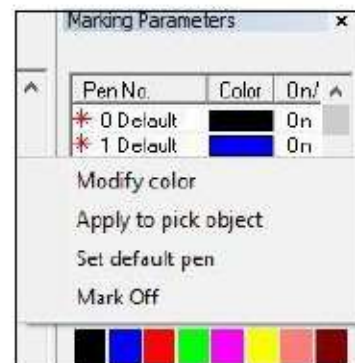 Marking Parameters x
Pen No. Color On/
0 Default On
1 Default On
Modify color
Apply to pick object
Set default pen
Mark Off